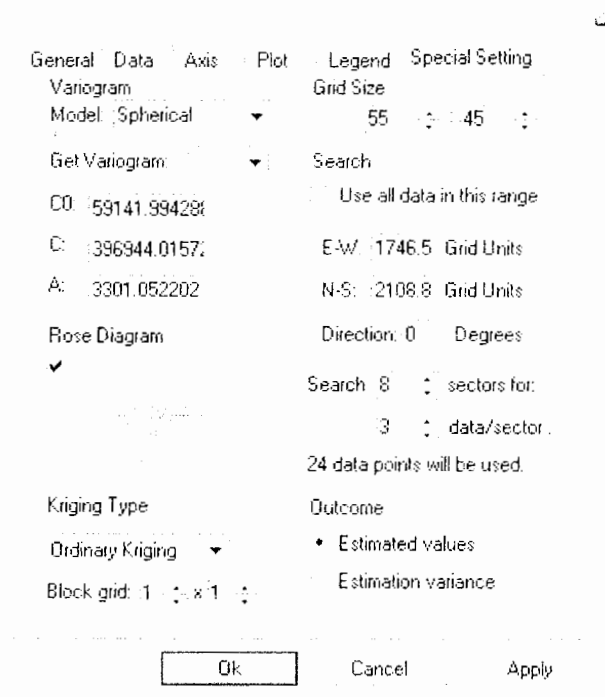 General Data Axis Plot Legend Special Setting
Variogram
Model: Spherical
Get Variogram:
C0: 59141.994288
C: 396944.01572
A: 3301.052202
Rose Diagram
Kriging Type
Ordinary Kriging
Block grid: 1 x 1
Grid Size
55 45
Search
Use all data in this range
E-W: 1746.5 Grid Units
N-S: 2108.8 Grid Units
Direction: 0 Degrees
Search 8 sectors for:
3 data/sector.
24 data points will be used.
Outcome
Estimated values
Estimation variance
Ok Cancel Apply